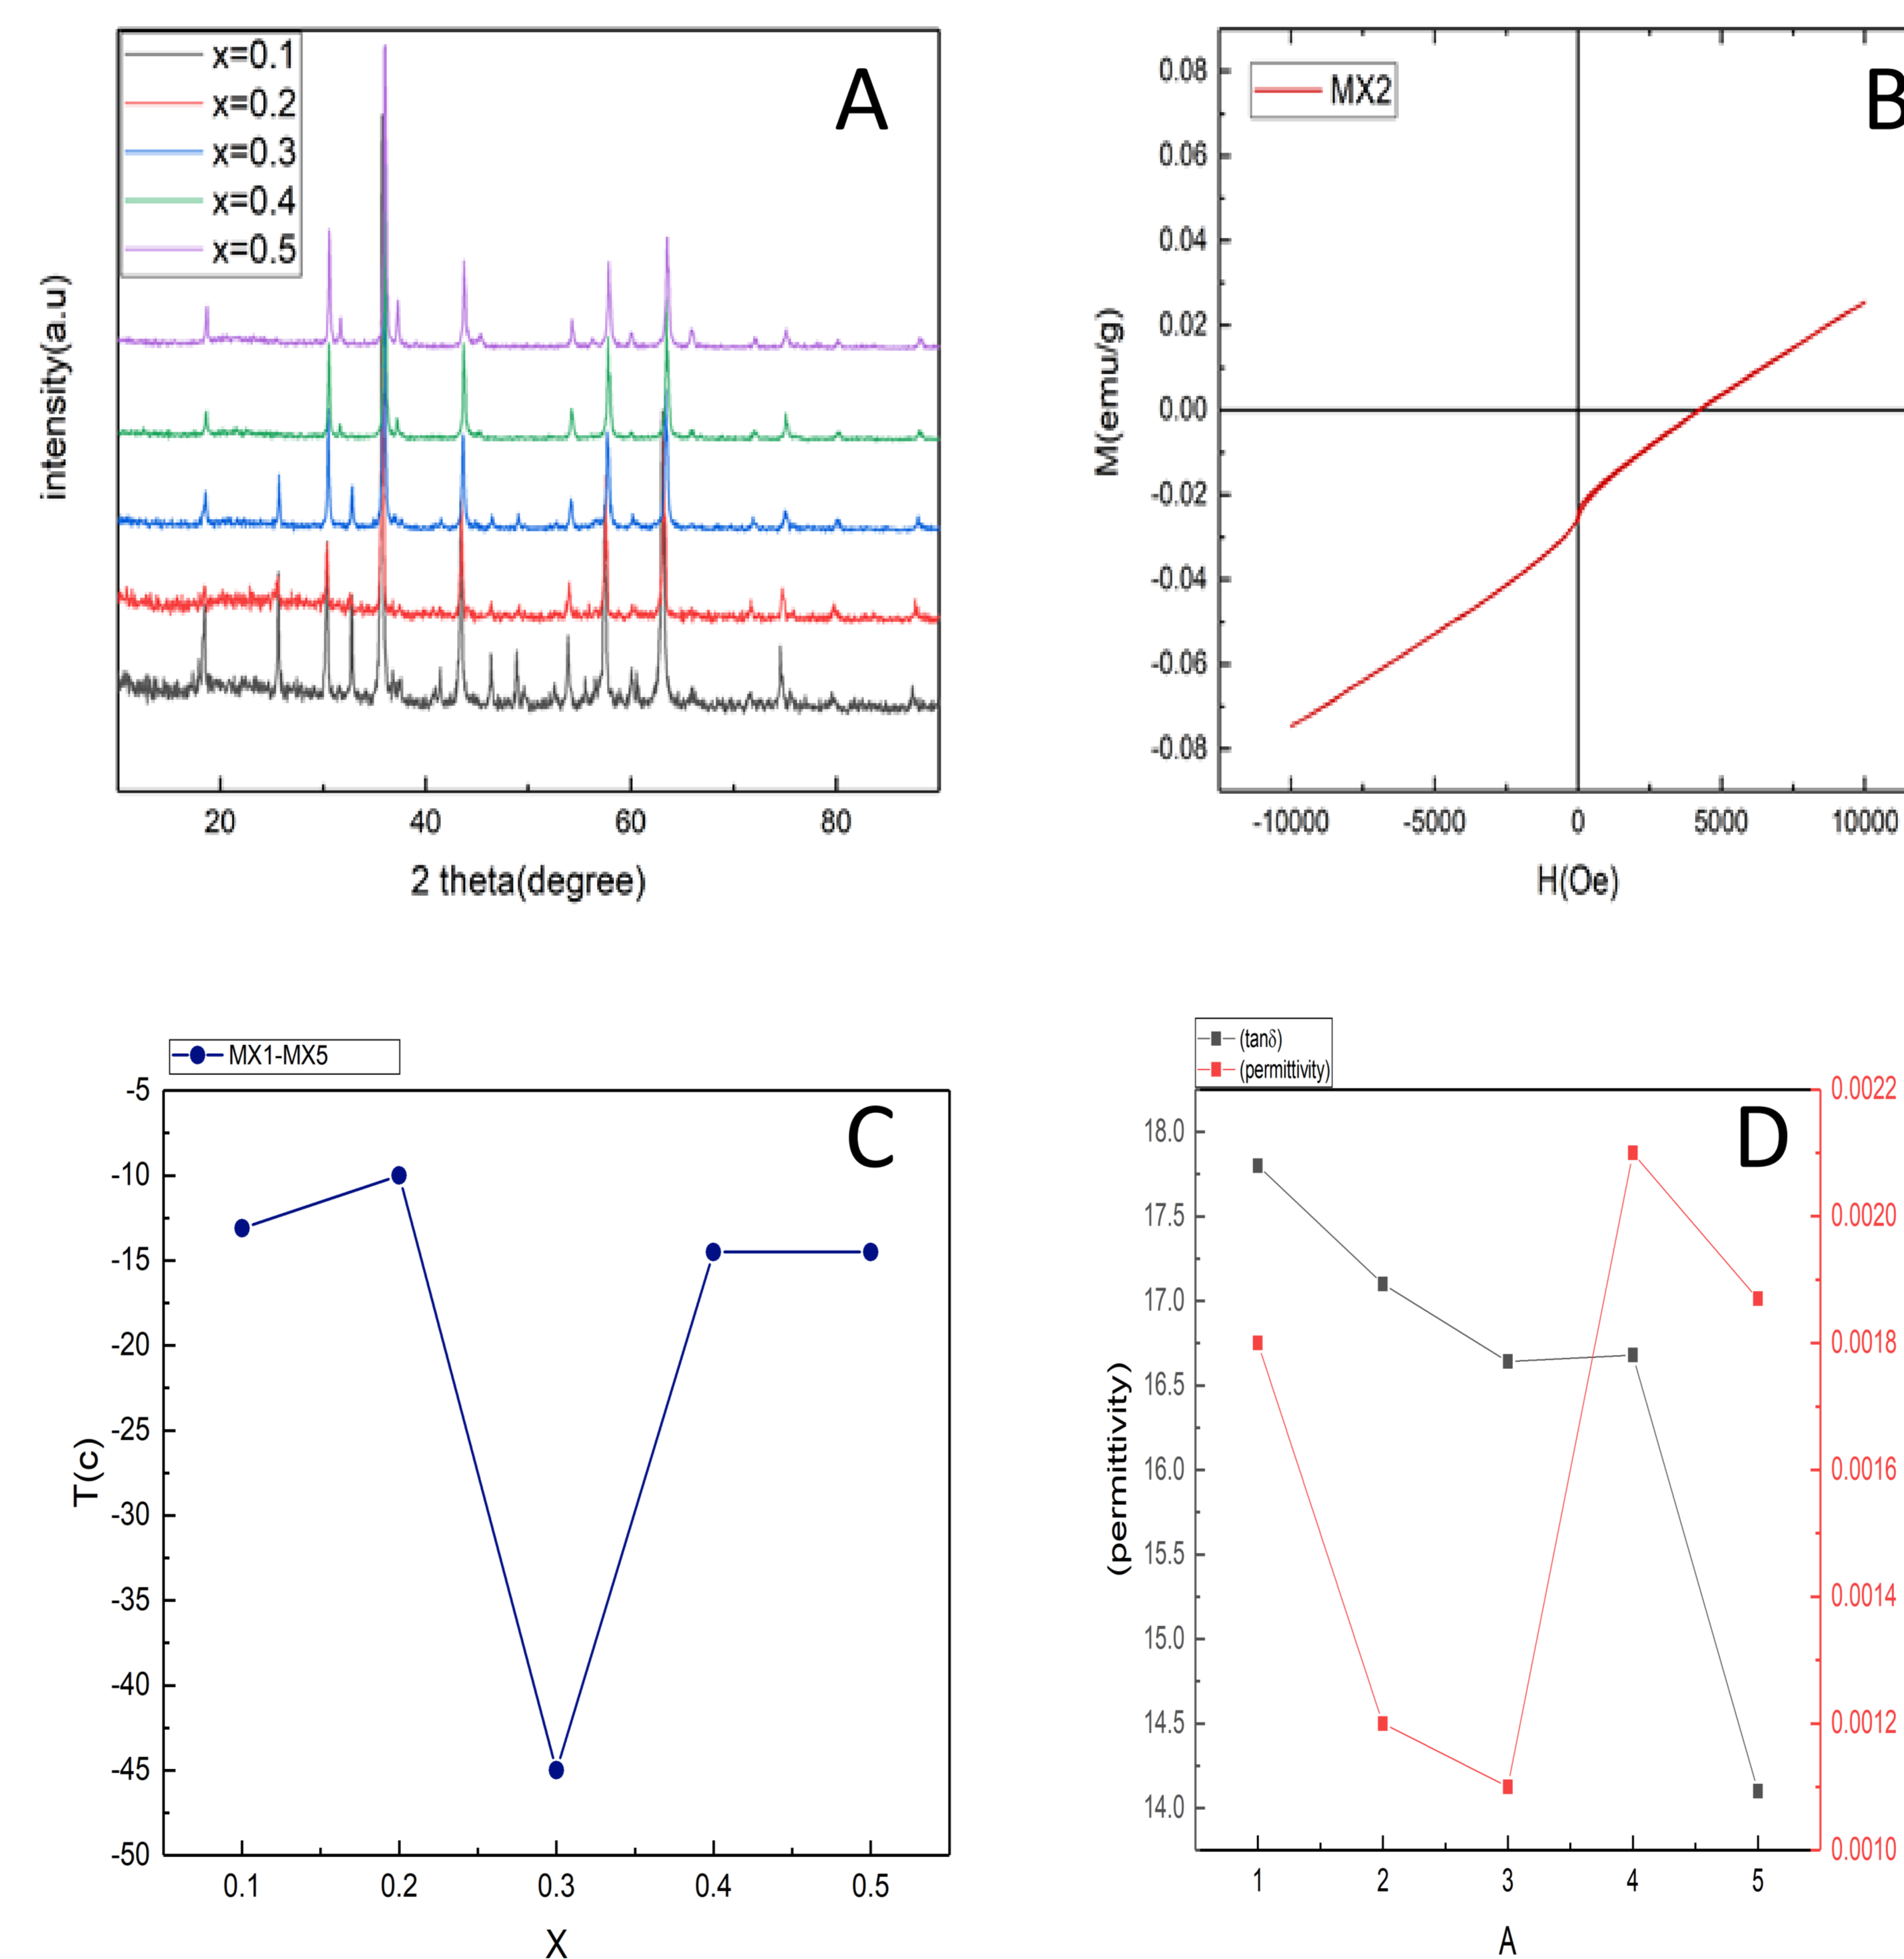 x=0.1
x=0.2
x=0.3
x=0.4
x=0.5
A
intensity(a.u)
20 40 60 80
2 theta(degree)
MX2
B
0.08
0.06
0.04
0.02
0.00
-0.02
-0.04
-0.06
-0.08
M(emu/g)
-10000 -5000 0 5000 10000
H(Oe)
MX1-MX5
C
-5
-10
-15
-20
-25
-30
-35
-40
-45
-50
T(c)
0.1 0.2 0.3 0.4 0.5
X
(tanδ)
(permittivity)
D
18.0
17.5
17.0
16.5
16.0
15.5
15.0
14.5
14.0
(permittivity)
0.0022
0.0020
0.0018
0.0016
0.0014
0.0012
0.0010
1 2 3 4 5
A